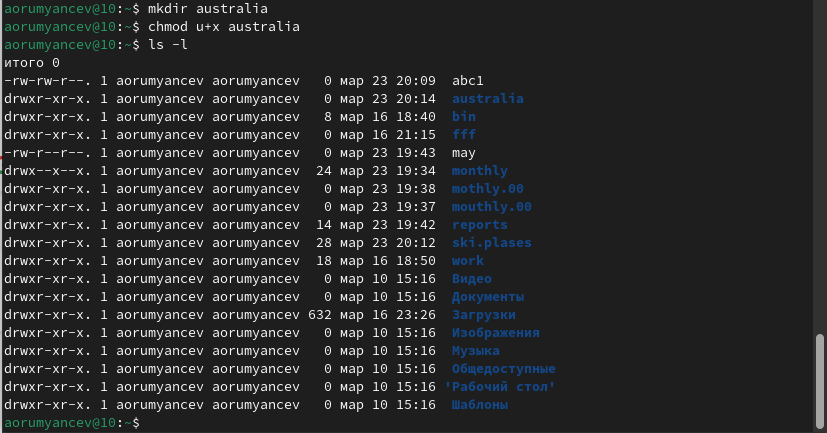 aorumyancev@10:~$ mkdir australia
aorumyancev@10:~$ chmod u+x australia
aorumyancev@10:~$ ls -l
итого 0
-rw-rw-r--. 1 aorumyancev aorumyancev   0 мар 23 20:09  abc1
drwxr-xr-x. 1 aorumyancev aorumyancev   0 мар 23 20:14  australia
drwxr-xr-x. 1 aorumyancev aorumyancev   8 мар 16 18:40  bin
drwxr-xr-x. 1 aorumyancev aorumyancev   0 мар 16 21:15  fff
-rw-r--r--. 1 aorumyancev aorumyancev   0 мар 23 19:43  may
drwx--x--x. 1 aorumyancev aorumyancev  24 мар 23 19:34  monthly
drwxr-xr-x. 1 aorumyancev aorumyancev   0 мар 23 19:38  mothly.00
drwxr-xr-x. 1 aorumyancev aorumyancev   0 мар 23 19:37  mouthly.00
drwxr-xr-x. 1 aorumyancev aorumyancev  14 мар 23 19:42  reports
drwxr-xr-x. 1 aorumyancev aorumyancev  28 мар 23 20:12  ski.plases
drwxr-xr-x. 1 aorumyancev aorumyancev  18 мар 16 18:50  work
drwxr-xr-x. 1 aorumyancev aorumyancev   0 мар 10 15:16  Видео
drwxr-xr-x. 1 aorumyancev aorumyancev   0 мар 10 15:16  Документы
drwxr-xr-x. 1 aorumyancev aorumyancev 632 мар 16 23:26  Загрузки
drwxr-xr-x. 1 aorumyancev aorumyancev   0 мар 10 15:16  Изображения
drwxr-xr-x. 1 aorumyancev aorumyancev   0 мар 10 15:16  Музыка
drwxr-xr-x. 1 aorumyancev aorumyancev   0 мар 10 15:16  Общедоступные
drwxr-xr-x. 1 aorumyancev aorumyancev   0 мар 10 15:16 'Рабочий стол'
drwxr-xr-x. 1 aorumyancev aorumyancev   0 мар 10 15:16  Шаблоны
aorumyancev@10:~$